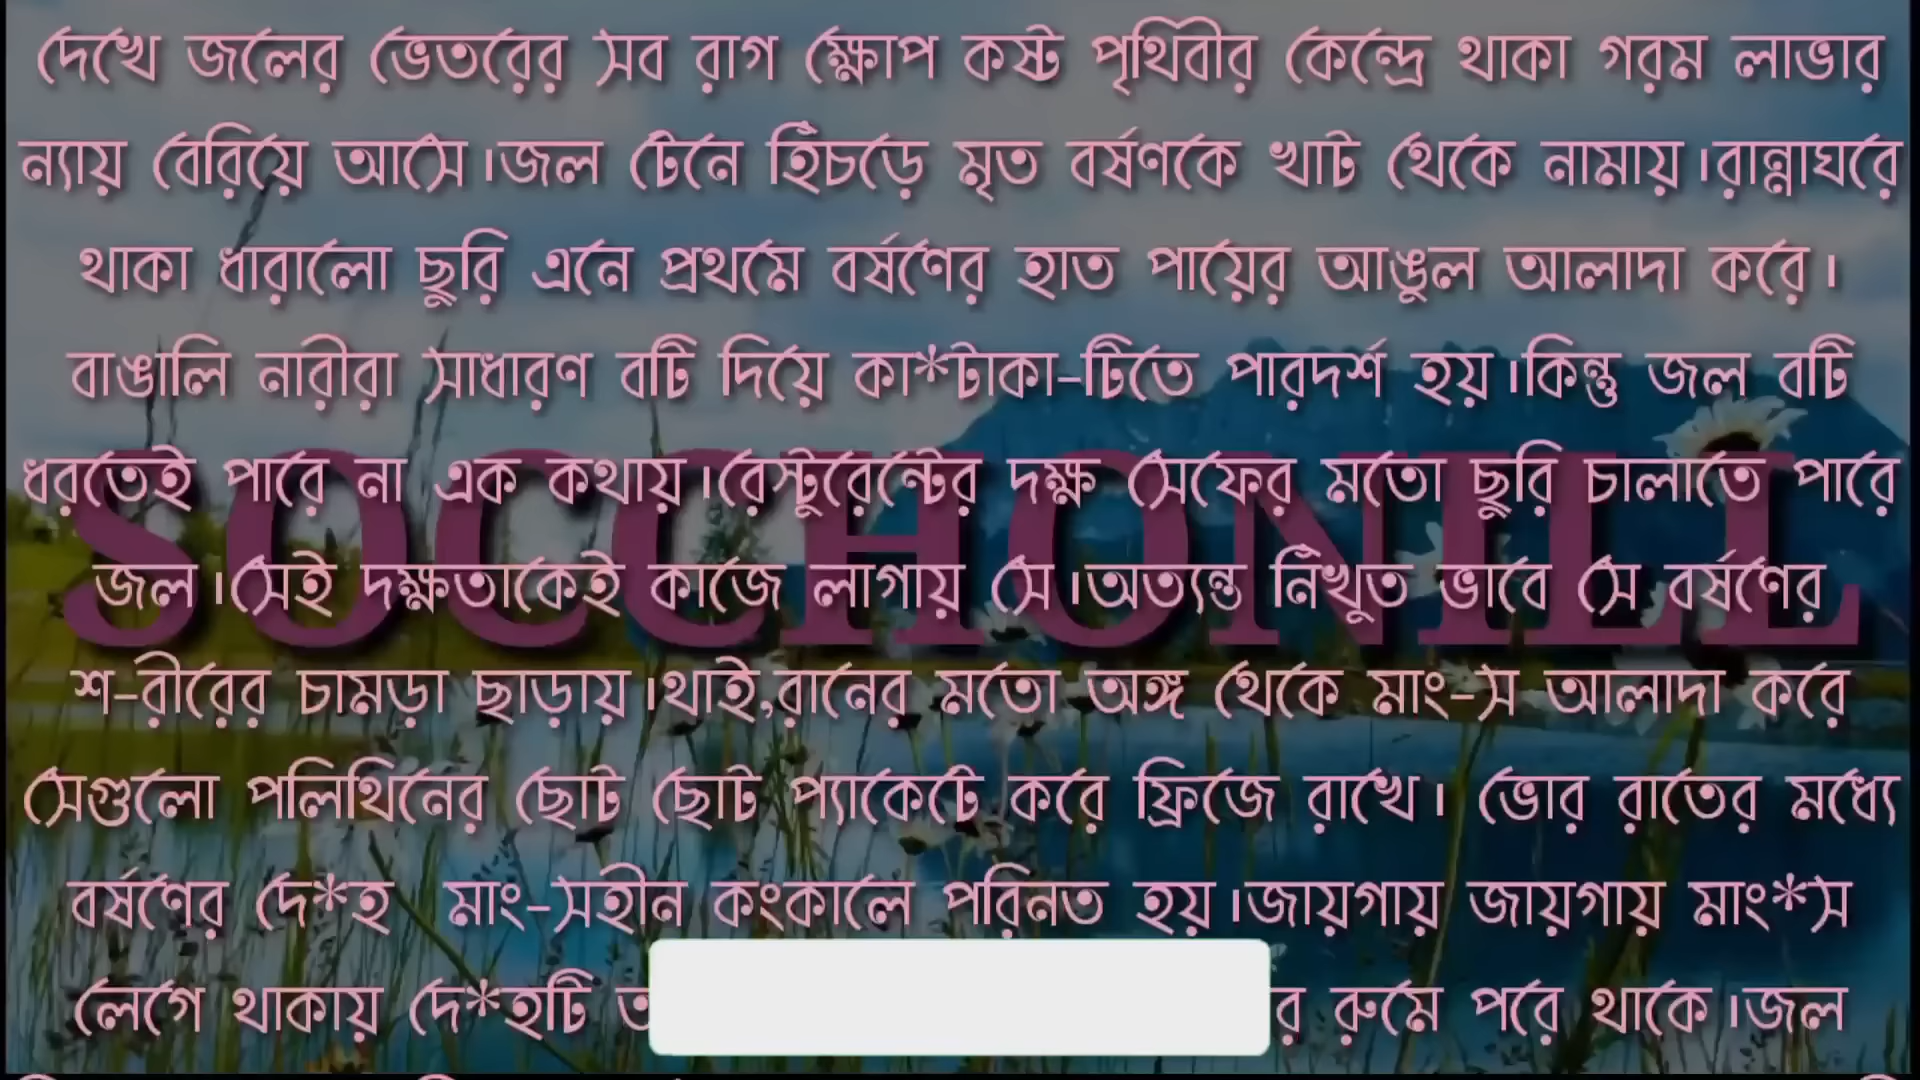 দেখে জলের ভেতরের সব রাগ ক্ষোপ কষ্ট পৃথিবীর কেন্দ্রে থাকা গরম লাভার
ন্যায় বেরিয়ে আসে।জল টেনে হিঁচড়ে মৃত বর্ষণকে খাট থেকে নামায়।রান্নাঘরে
থাকা ধারালো ছুরি এনে প্রথমে বর্ষণের হাত পায়ের আঙুল আলাদা করে।
বাঙালি নারীরা সাধারণ বটি দিয়ে কা*টাকা-টিতে পারদর্শ হয়।কিন্তু জল বটি
ধরতেই পারে না এক কথায়।রেস্টুরেন্টের দক্ষ সেফের মতো ছুরি চালাতে পারে
SOCCHONILL
জল।সেই দক্ষতাকেই কাজে লাগায় সে।অত্যন্ত নিঁখুত ভাবে সে বর্ষণের
শ-রীরের চামড়া ছাড়ায়।থাই,রানের মতো অঙ্গ থেকে মাং-স আলাদা করে
সেগুলো পলিথিনের ছোট ছোট প্যাকেটে করে ফ্রিজে রাখে। ভোর রাতের মধ্যে
বর্ষণের দে*হ মাং-সহীন কংকালে পরিনত হয়।জায়গায় জায়গায় মাং*স
লেগে থাকায় দে*হটি র রুমে পরে থাকে।জল